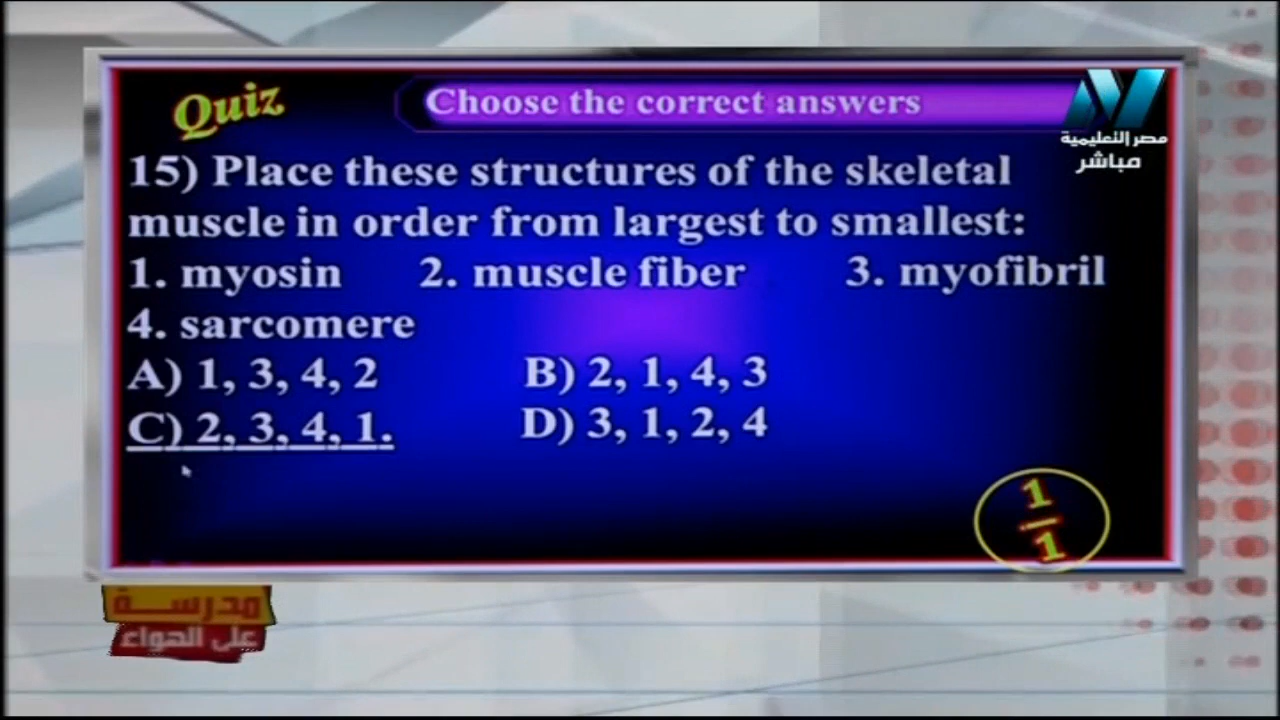 Quiz
Choose the correct answers
مصر التعليمية
مباشر
15) Place these structures of the skeletal
muscle in order from largest to smallest:
1. myosin 2. muscle fiber 3. myofibril
4. sarcomere
A) 1, 3, 4, 2 B) 2, 1, 4, 3
C) 2, 3, 4, 1. D) 3, 1, 2, 4
1
1
مدرسة
على الهواء